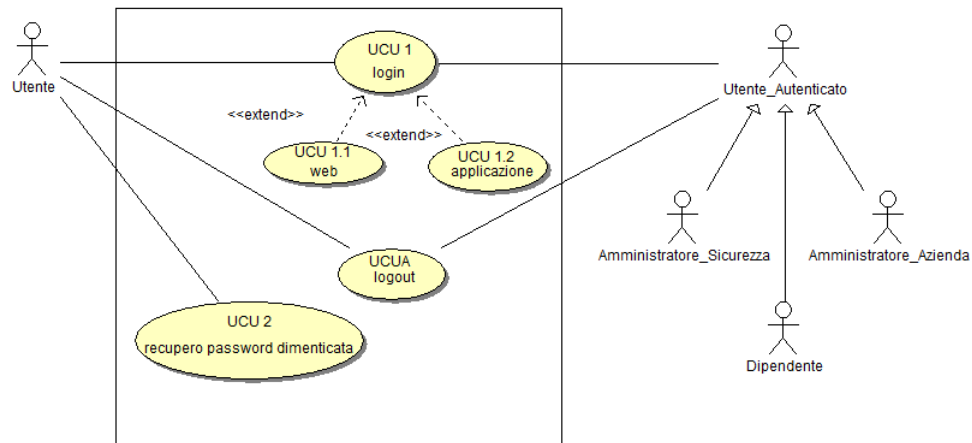 UCU 1
login
Utente
Utente_Autenticato
<<extend>>
<<extend>>
UCU 1.1
web
UCU 1.2
applicazione
Amministratore_Sicurezza
Amministratore_Azienda
UCUA
logout
UCU 2
recupero password dimenticata
Dipendente